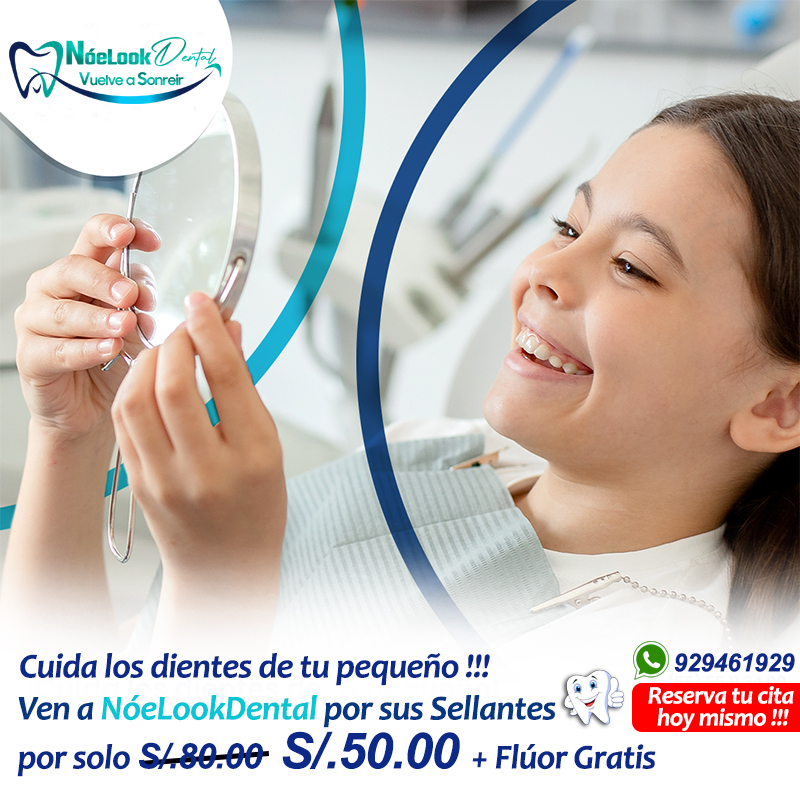 NóeLook Dental
Vuelve a Sonreir
Cuida los dientes de tu pequeño !!!
Ven a NóeLookDental por sus Sellantes
por solo S/.80.00 S/.50.00 + Flúor Gratis
929461929
Reserva tu cita
hoy mismo !!!